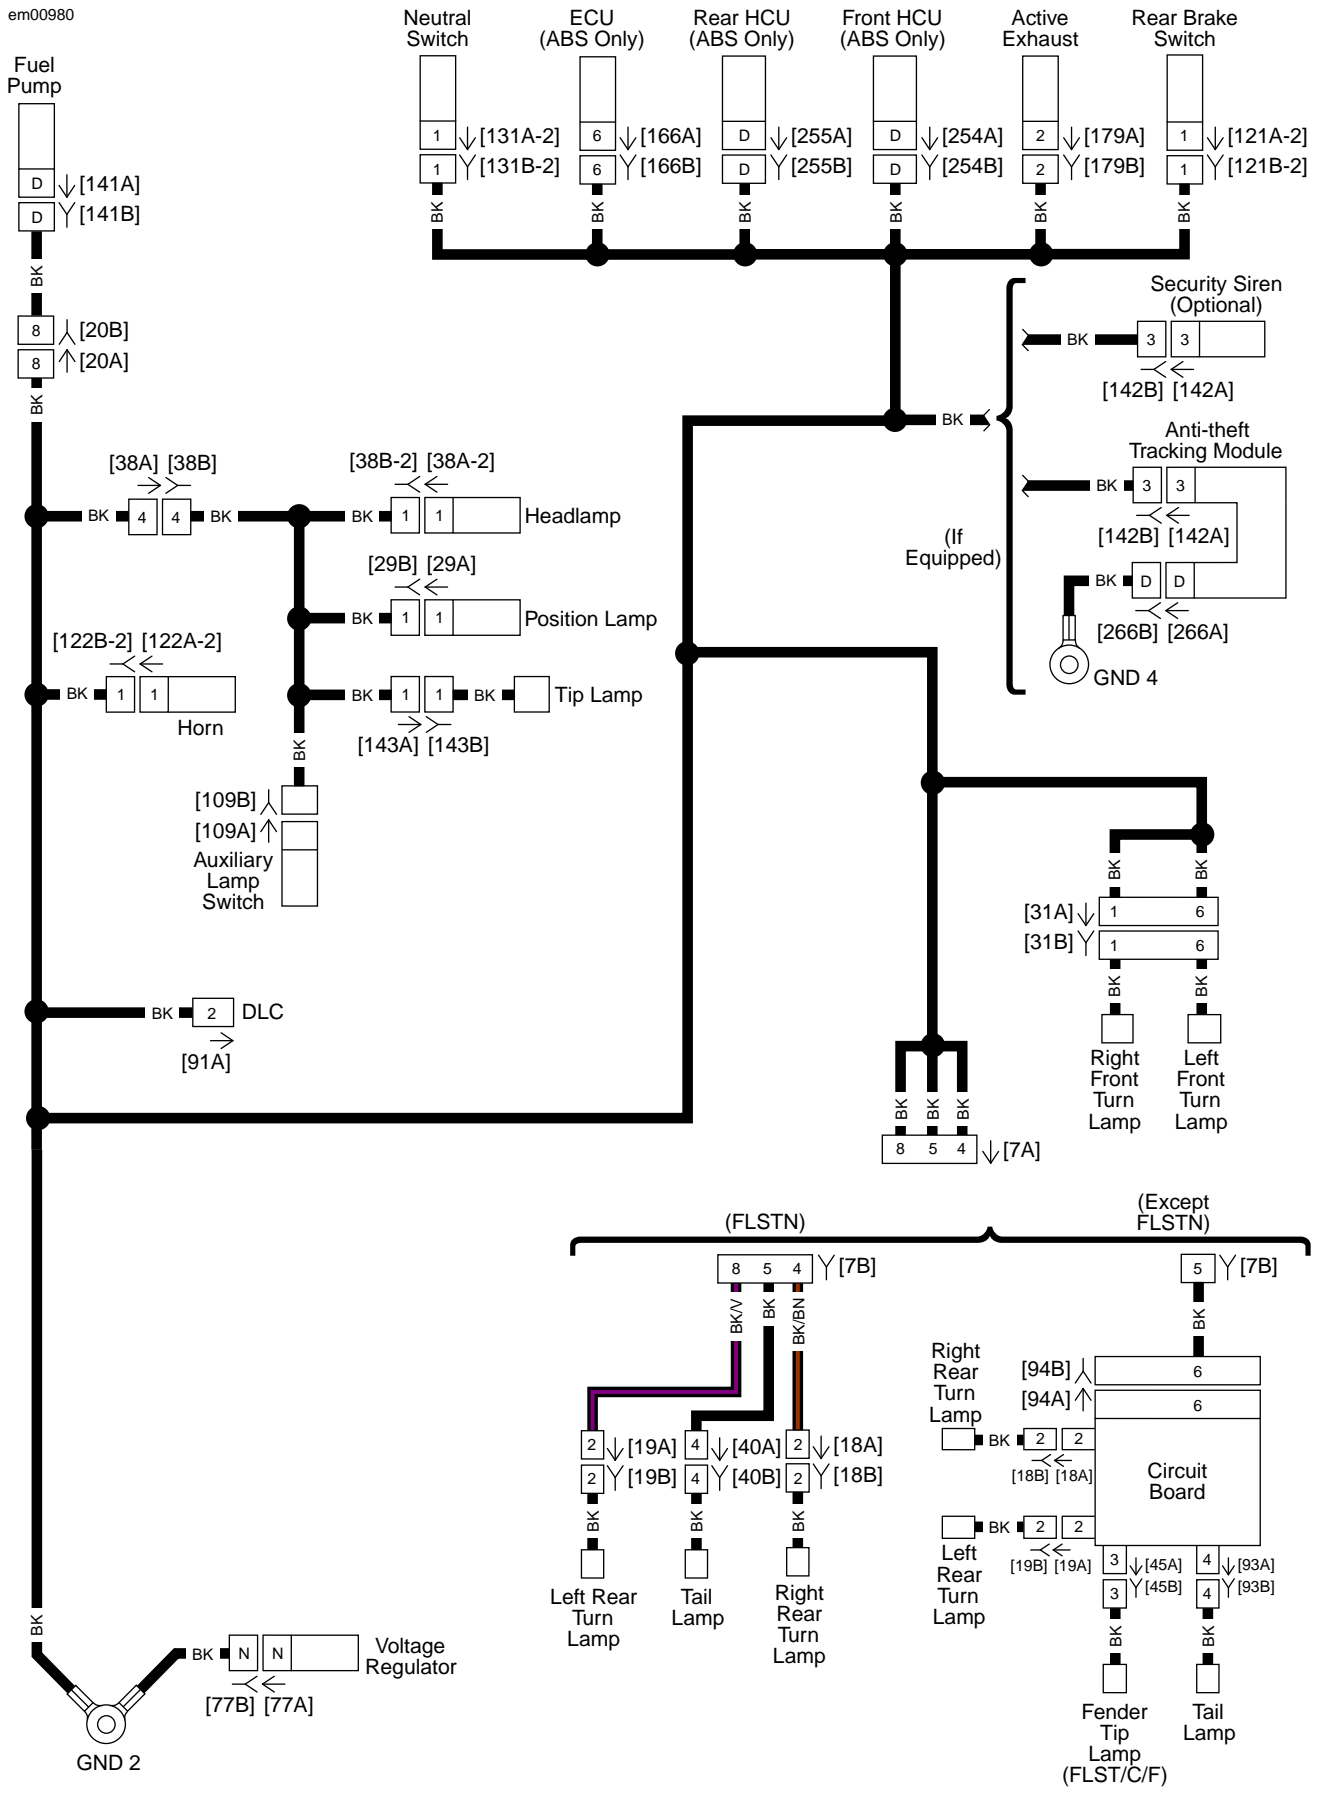 em00980
Neutral
Switch
ECU
(ABS Only)
Rear HCU
(ABS Only)
Front HCU
(ABS Only)
Active
Exhaust
Rear Brake
Switch
Fuel
Pump
1 [131A-2]
6 [166A]
D [255A]
D [254A]
2 [179A]
1 [121A-2]
1 [131B-2]
6 [166B]
D [255B]
D [254B]
2 [179B]
1 [121B-2]
D [141A]
D [141B]
BK
BK
BK
BK
BK
BK
BK
8 [20B]
8 [20A]
BK
Security Siren
(Optional)
BK 3 3
[142B] [142A]
BK
Anti-theft
Tracking Module
BK 3 3
[142B] [142A]
(If
Equipped)
BK D D
[266B] [266A]
GND 4
[38A] [38B]
BK 4 4 BK
[38B-2] [38A-2]
BK 1 1 Headlamp
[29B] [29A]
BK 1 1 Position Lamp
[122B-2] [122A-2]
BK 1 1
Horn
BK 1 1 BK Tip Lamp
[143A] [143B]
BK
[109B]
[109A]
Auxiliary
Lamp
Switch
BK BK
[31A] 1 6
[31B] 1 6
BK BK
Right
Front
Turn
Lamp
Left
Front
Turn
Lamp
BK 2 DLC
[91A]
BK BK BK
8 5 4 [7A]
(FLSTN)
(Except
FLSTN)
8 5 4 [7B]
5 [7B]
BK/V BK BK/BN
BK
2 [19A]
4 [40A]
2 [18A]
2 [19B]
4 [40B]
2 [18B]
BK BK BK
Left Rear
Turn
Lamp
Tail
Lamp
Right
Rear
Turn
Lamp
Right
Rear
Turn
Lamp
[94B] 6
[94A] 6
BK 2 2
[18B] [18A]
Circuit
Board
BK 2 2
[19B] [19A]
Left
Rear
Turn
Lamp
3 [45A]
4 [93A]
3 [45B]
4 [93B]
BK BK
Fender
Tip
Lamp
(FLST/C/F)
Tail
Lamp
BK
BK N N
Voltage
Regulator
[77B] [77A]
GND 2